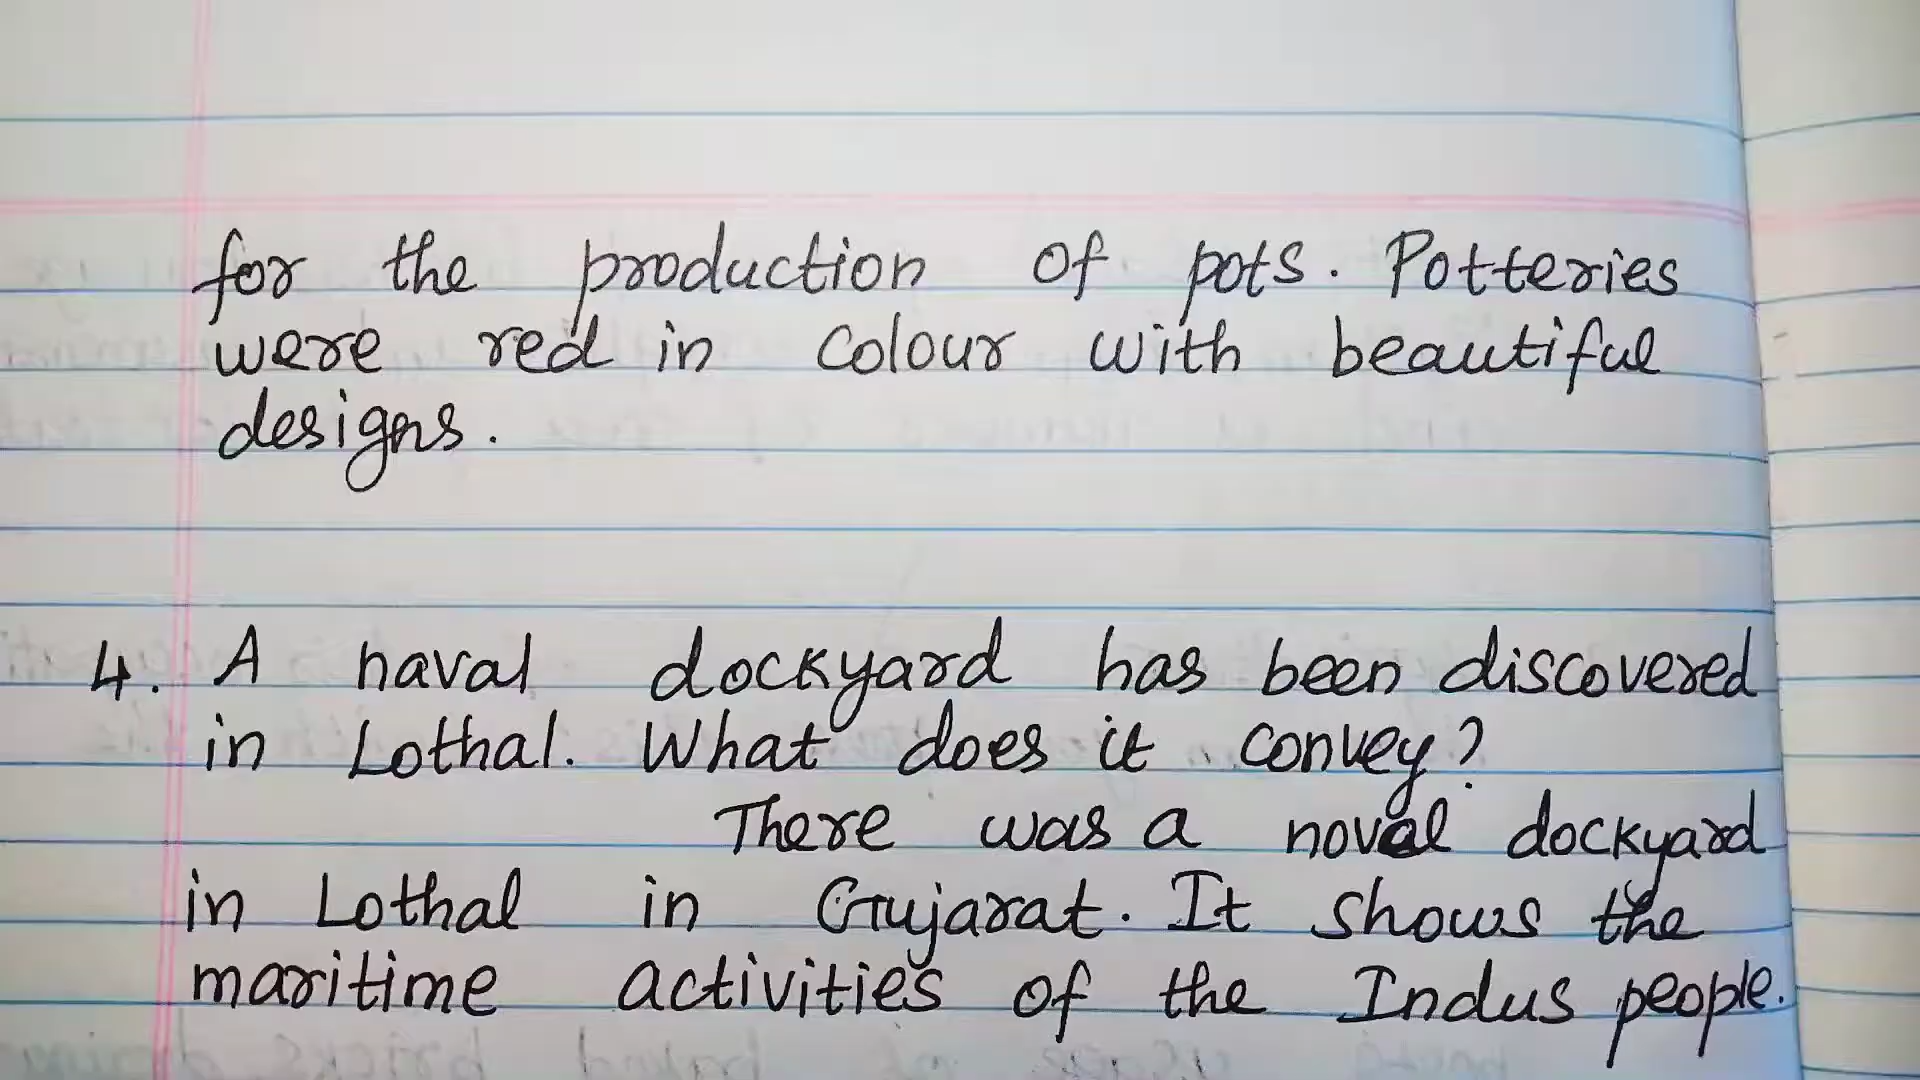 for the production of pots. Potteries
were red in colour with beautiful
designs.
4. A naval dockyard has been discovered
in Lothal. What does it convey?
There was a noval dockyard
in Lothal in Gujarat. It shows the
maritime activities of the Indus people.